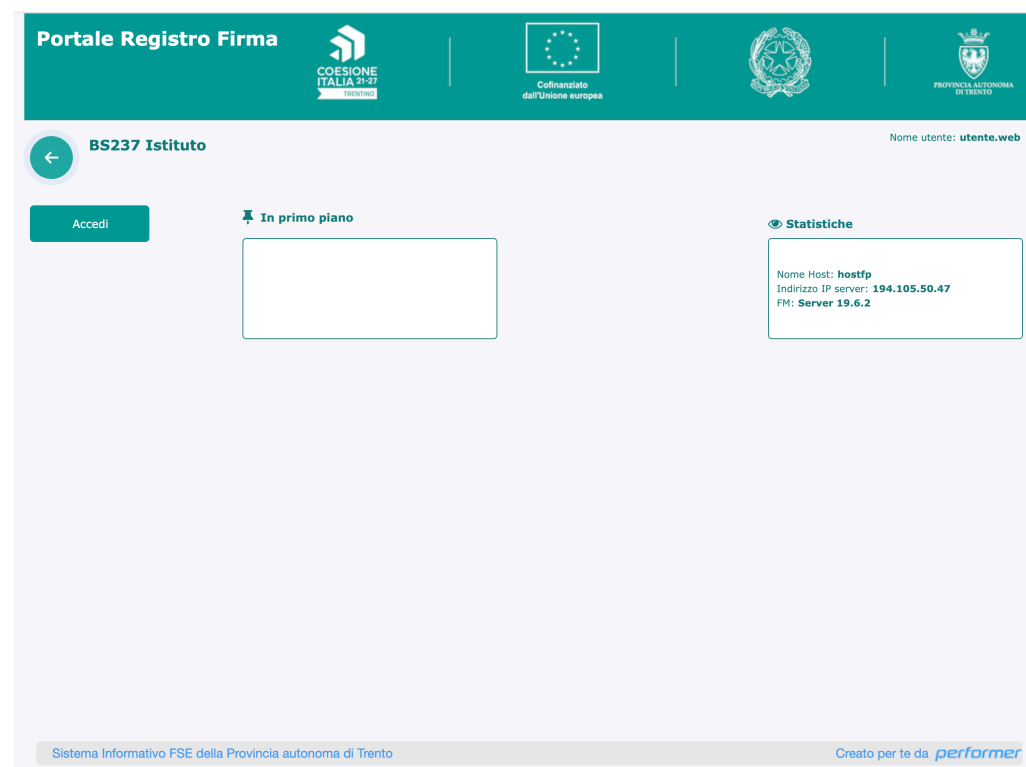 Portale Registro Firma
COESIONE
ITALIA 21-27
TRENTINO
Cofinanziato
dall'Unione europea
PROVINCIA AUTONOMA
DI TRENTO
BS237 Istituto
Nome utente: utente.web
Accedi
In primo piano
Statistiche
Nome Host: hostfp
Indirizzo IP server: 194.105.50.47
FM: Server 19.6.2
Sistema Informativo FSE della Provincia autonoma di Trento
Creato per te da performer